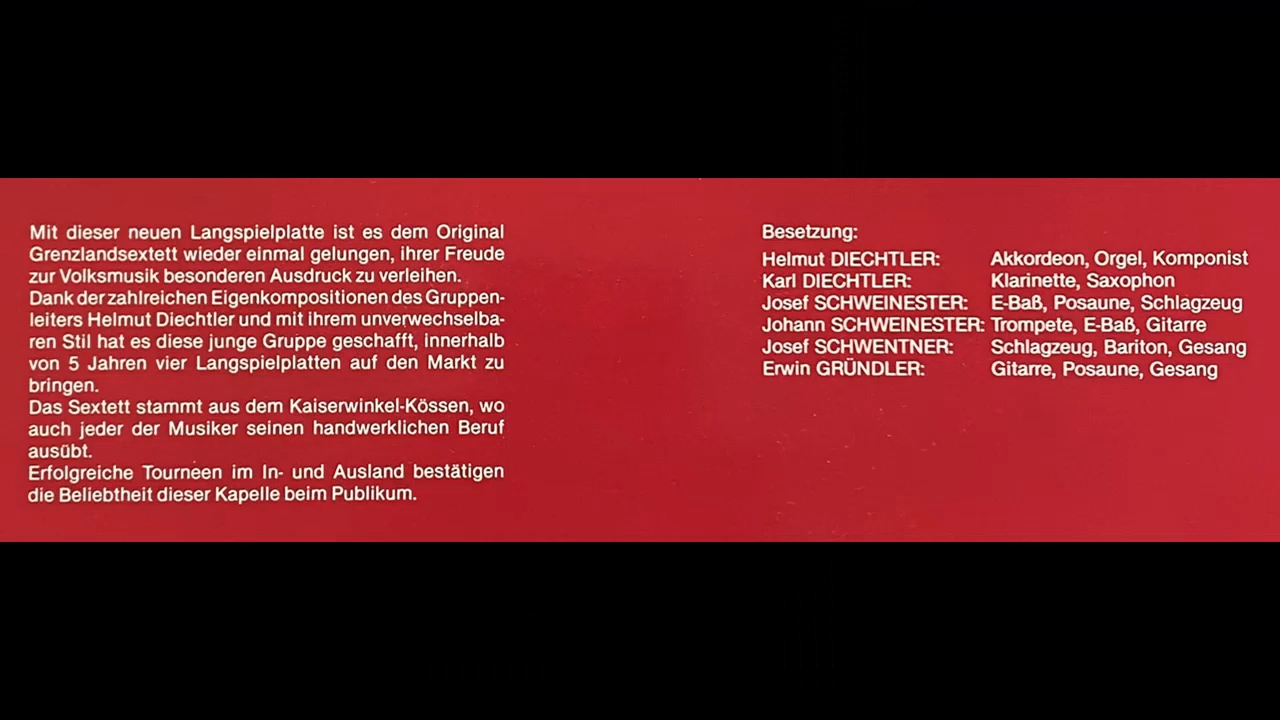 Mit dieser neuen Langspielplatte ist es dem Original
Grenzlandsextett wieder einmal gelungen, ihrer Freude
zur Volksmusik besonderen Ausdruck zu verleihen.
Dank der zahlreichen Eigenkompositionen des Gruppen-
leiters Helmut Diechtler und mit ihrem unverwechselba-
ren Stil hat es diese junge Gruppe geschafft, innerhalb
von 5 Jahren vier Langspielplatten auf den Markt zu
bringen.
Das Sextett stammt aus dem Kaiserwinkel-Kössen, wo
auch jeder der Musiker seinen handwerklichen Beruf
ausübt.
Erfolgreiche Tourneen im In- und Ausland bestätigen
die Beliebtheit dieser Kapelle beim Publikum.
Besetzung:
Helmut DIECHTLER: Akkordeon, Orgel, Komponist
Karl DIECHTLER: Klarinette, Saxophon
Josef SCHWEINESTER: E-Baß, Posaune, Schlagzeug
Johann SCHWEINESTER: Trompete, E-Baß, Gitarre
Josef SCHWENTNER: Schlagzeug, Bariton, Gesang
Erwin GRÜNDLER: Gitarre, Posaune, Gesang